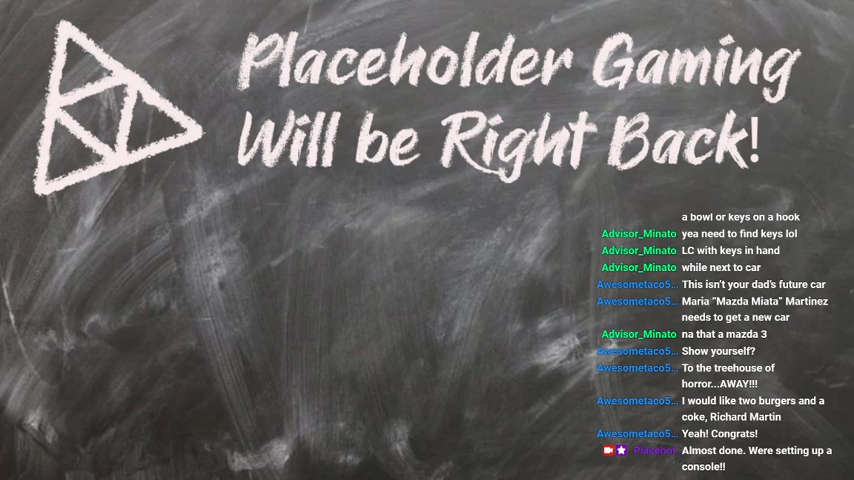 Placeholder Gaming
Will be Right Back!
a bowl or keys on a hook
Advisor_Minato yea need to find keys lol
Advisor_Minato LC with keys in hand
Advisor_Minato while next to car
Awesometaco5... This isn't your dad's future car
Awesometaco5... Maria "Mazda Miata" Martinez
needs to get a new car
Advisor_Minato na that a mazda 3
Awesometaco5... Show yourself?
Awesometaco5... To the treehouse of
horror...AWAY!!!
Awesometaco5... I would like two burgers and a
coke, Richard Martin
Awesometaco5... Yeah! Congrats!
Placehol Almost done. Were setting up a
console!!